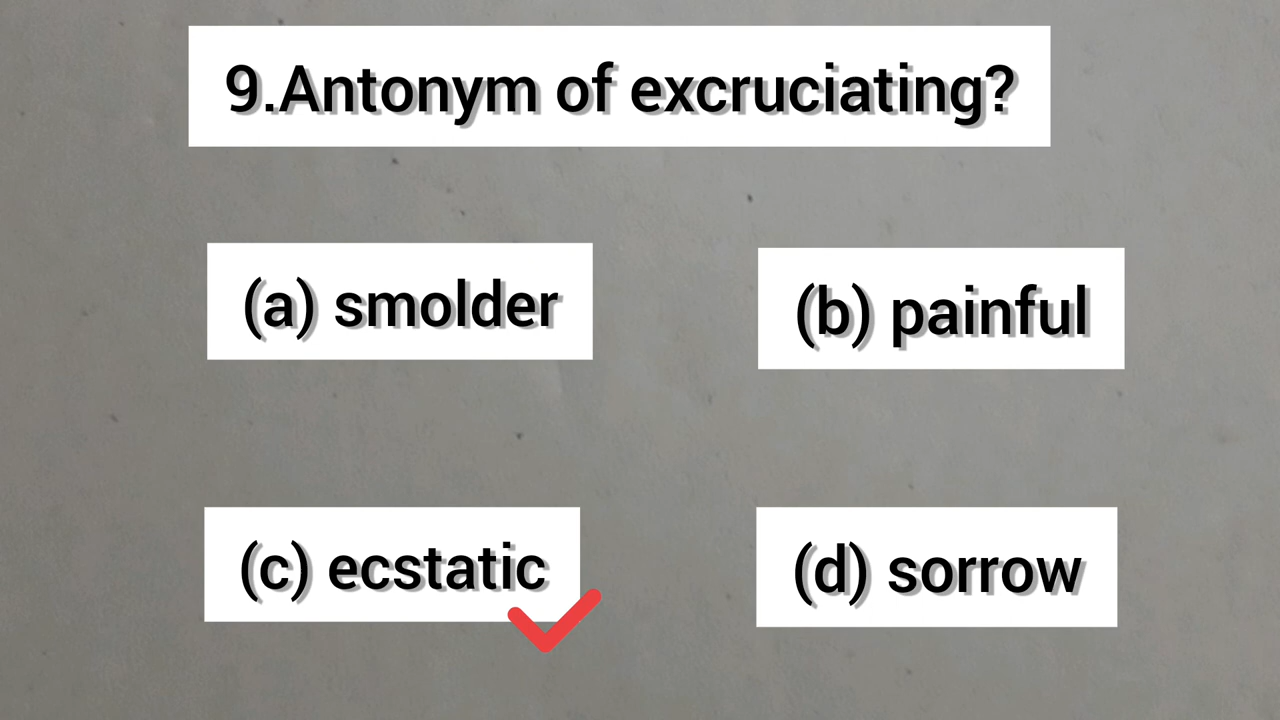 9.Antonym of excruciating?
(a) smolder
(b) painful
(c) ecstatic
(d) sorrow